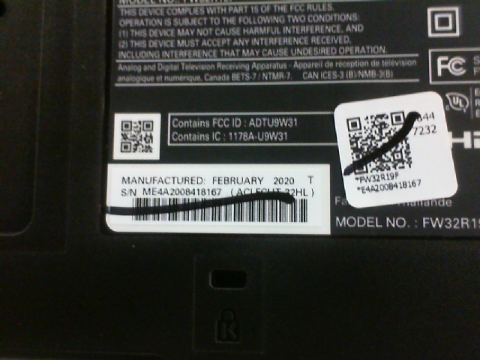 THIS DEVICE COMPLIES WITH PART 15 OF THE FCC RULES.
OPERATION IS SUBJECT TO THE FOLLOWING TWO CONDITIONS:
(1) THIS DEVICE MAY NOT CAUSE HARMFUL INTERFERENCE, AND
(2) THIS DEVICE MUST ACCEPT ANY INTERFERENCE
INCLUDING INTERFERENCE THAT MAY CAUSE UNDESIRED OPERATION.
Analog and Digital Television Receiving Apparatus - Appareil de réception de télévision
analogique et numérique, Canada BETS-7 / NTMR-7. CAN ICES-3 (B)/NMB-3(B)
FC
Contains FCC ID : ADTU9W31
Contains IC : 1178A-U9W31
UL
7232
*FW32R19F
*E4A2008418167
MANUFACTURED: FEBRUARY 2020 T
S/N ME4A2008418167
MODEL NO. : FW32R19
K